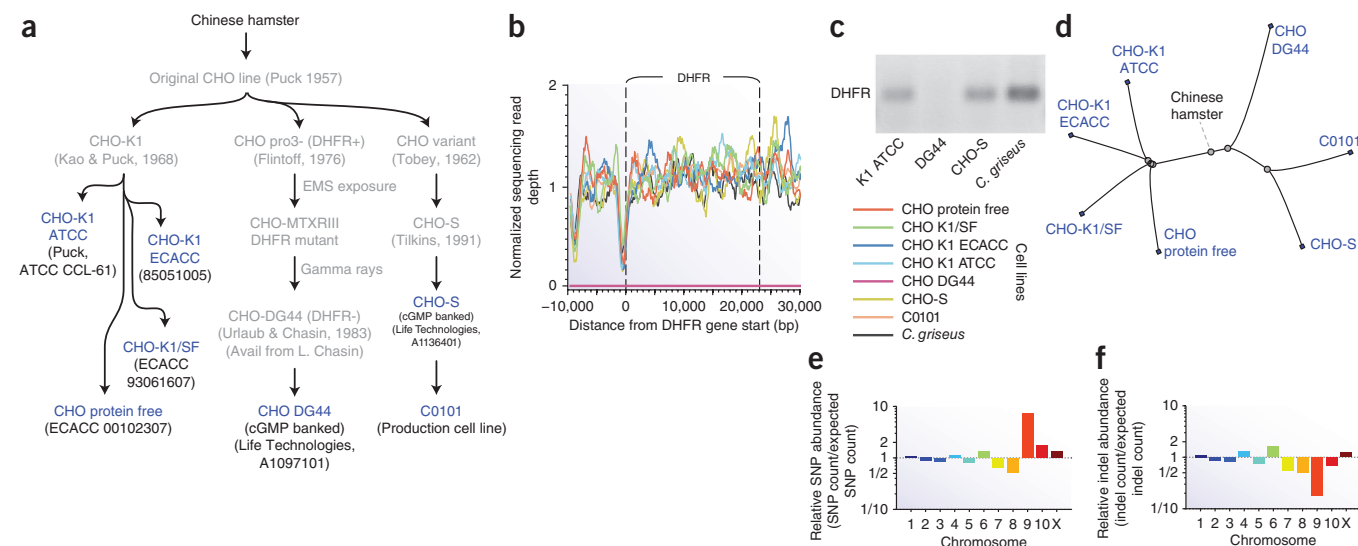 a
Chinese hamster
Original CHO line (Puck 1957)
CHO-K1
(Kao & Puck, 1968)
CHO pro3- (DHFR+)
(Flintoff, 1976)
CHO variant
(Tobey, 1962)
EMS exposure
CHO-K1
ATCC
(Puck,
ATCC CCL-61)
CHO-K1
ECACC
(85051005)
CHO-MTXRIII
DHFR mutant
CHO-S
(Tilkins, 1991)
Gamma rays
CHO-K1/SF
(ECACC
93061607)
CHO-DG44 (DHFR-)
(Urlaub & Chasin, 1983)
(Avail from L. Chasin)
CHO-S
(cGMP banked)
(Life Technologies,
A1136401)
CHO protein free
(ECACC 00102307)
CHO DG44
(cGMP banked)
(Life Technologies,
A1097101)
C0101
(Production cell line)
b
DHFR
Normalized sequencing read
depth
2
1
0
−10,000 0 10,000 20,000 30,000
Distance from DHFR gene start (bp)
c
DHFR
K1 ATCC
DG44
CHO-S
C griseus
CHO protein free
CHO K1/SF
CHO K1 ECACC
CHO K1 ATCC
CHO DG44
CHO-S
C0101
C. griseus
Cell lines
d
CHO
DG44
CHO-K1
ATCC
Chinese
hamster
CHO-K1
ECACC
C0101
CHO-K1/SF
CHO
protein free
CHO-S
e
Relative SNP abundance
(SNP count/expected
SNP count)
10
2
1
1/2
1/10
1 2 3 4 5 6 7 8 9 10 X
Chromosome
f
Relative indel abundance
(indel count/expected
indel count)
10
2
1
1/2
1/10
1 2 3 4 5 6 7 8 9 10 X
Chromosome